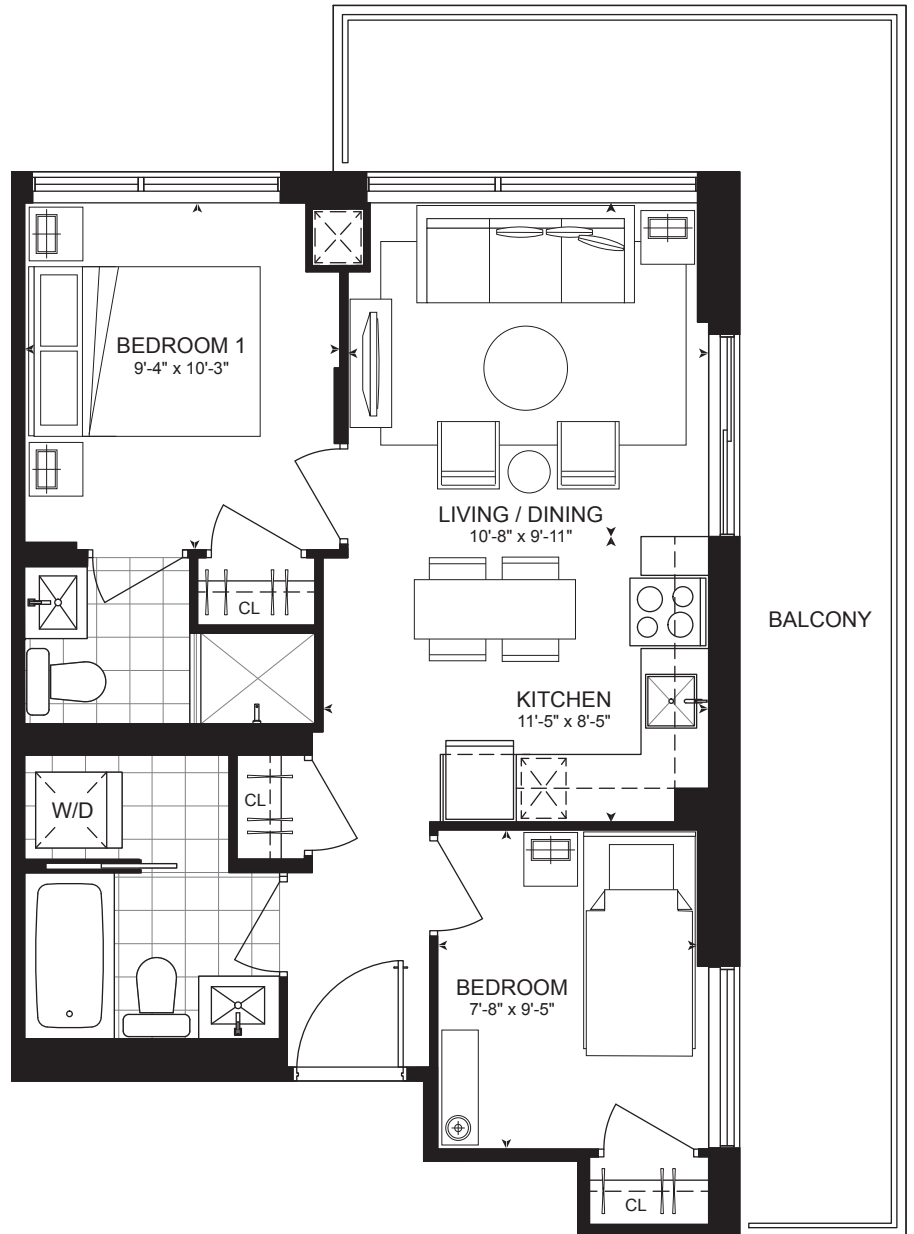 BEDROOM 1
9'-4" x 10'-3"
LIVING / DINING
10'-8" x 9'-11"
CL
BALCONY
KITCHEN
11'-5" x 8'-5"
W/D
CL
BEDROOM
7'-8" x 9'-5"
CL